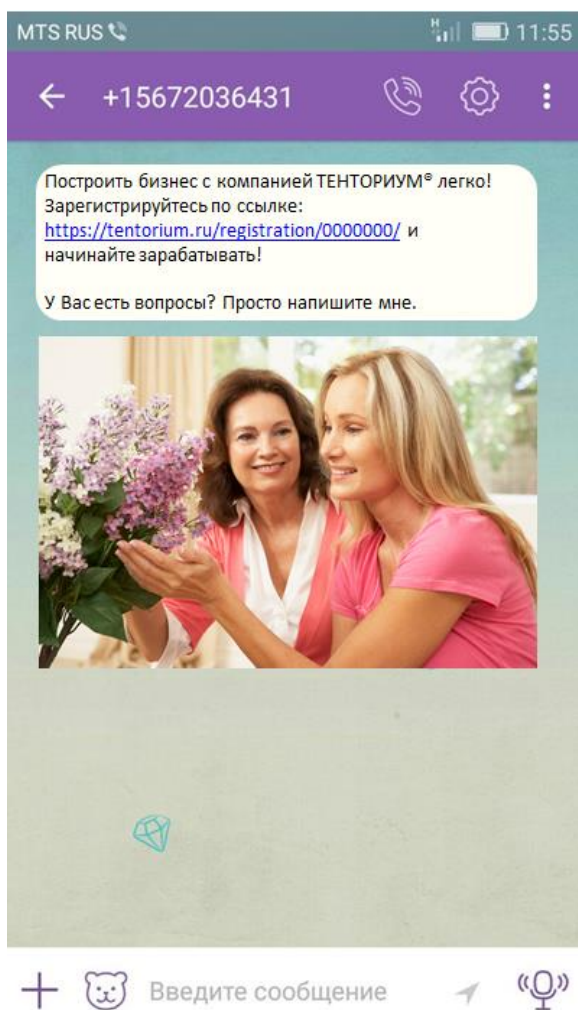 MTS RUS H 11:55
+15672036431
Построить бизнес с компанией ТЕНТОРИУМ® легко!
Зарегистрируйтесь по ссылке:
https://tentorium.ru/registration/0000000/ и
начинайте зарабатывать!
У Вас есть вопросы? Просто напишите мне.
Введите сообщение